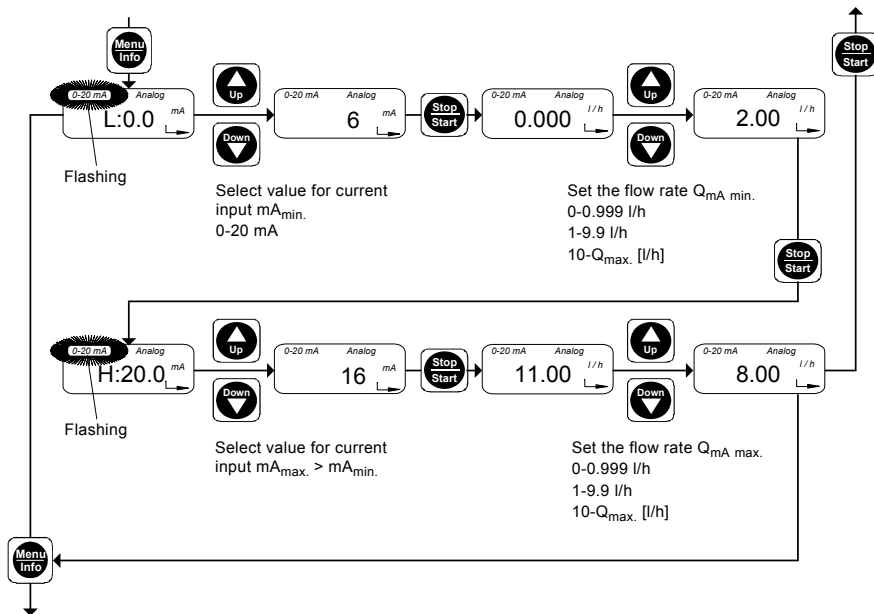 Menu
Info
Stop
Start
0-20 mA Analog
L:0.0 mA
Up
Down
0-20 mA Analog
6 mA
Stop
Start
0-20 mA Analog
0.000 l/h
Up
Down
0-20 mA Analog
2.00 l/h
Flashing
Select value for current
input mAmin.
0-20 mA
Set the flow rate QmA min.
0-0.999 l/h
1-9.9 l/h
10-Qmax. [l/h]
Stop
Start
0-20 mA Analog
H:20.0 mA
Up
Down
0-20 mA Analog
16 mA
Stop
Start
0-20 mA Analog
11.00 l/h
Up
Down
0-20 mA Analog
8.00 l/h
Flashing
Select value for current
input mAmax. > mAmin.
Set the flow rate QmA max.
0-0.999 l/h
1-9.9 l/h
10-Qmax. [l/h]
Menu
Info